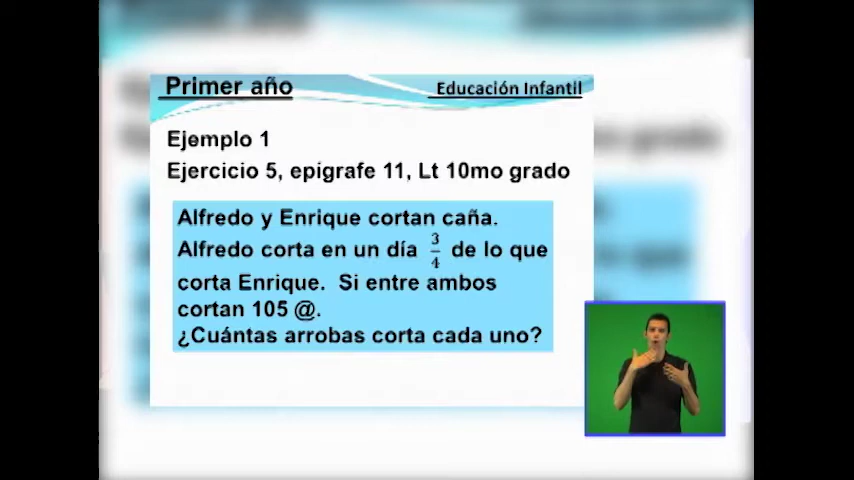 Primer año
Educación Infantil
Ejemplo 1
Ejercicio 5, epigrafe 11, Lt 10mo grado
Alfredo y Enrique cortan caña.
Alfredo corta en un día 3/4 de lo que
corta Enrique. Si entre ambos
cortan 105 @.
¿Cuántas arrobas corta cada uno?